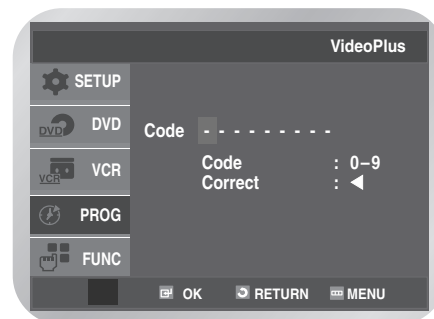 VideoPlus
SETUP
DVD DVD
VCR VCR
PROG
FUNC
Code - - - - - - - - -
Code : 0–9
Correct : ◀
OK RETURN MENU